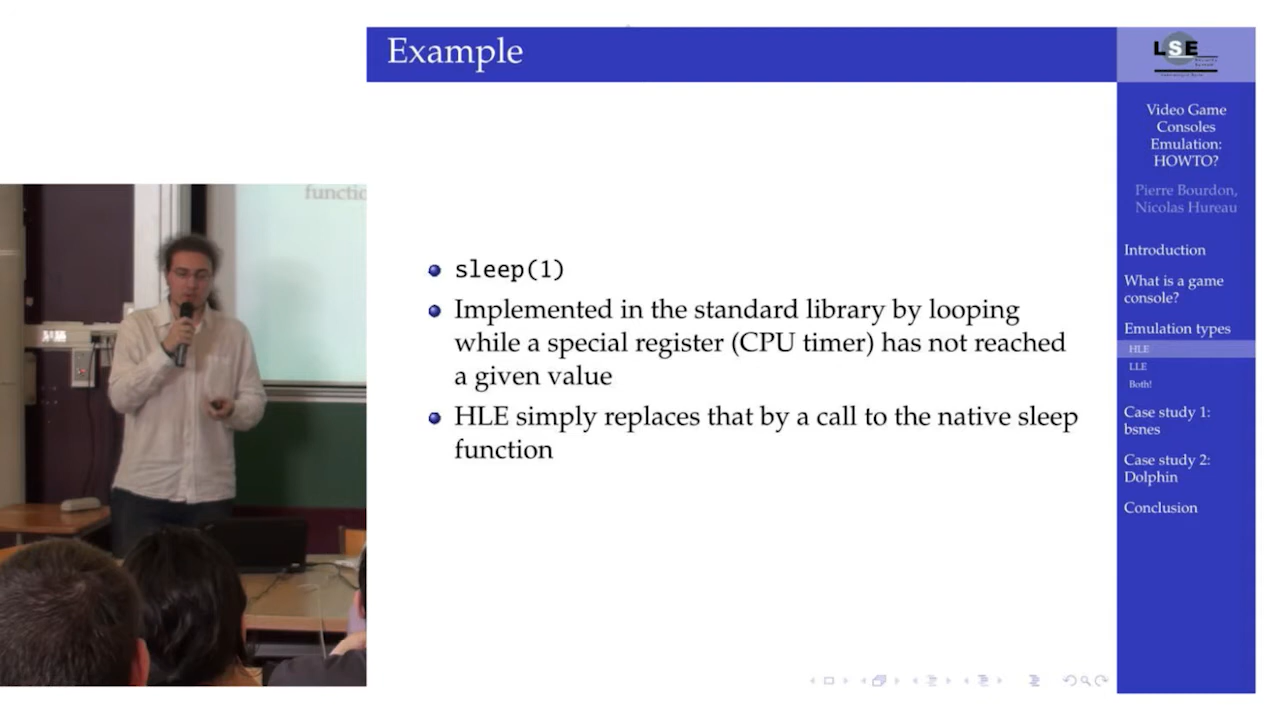 Example
sleep(1)
Implemented in the standard library by looping
while a special register (CPU timer) has not reached
a given value
HLE simply replaces that by a call to the native sleep
function
LSE
Video Game
Consoles
Emulation:
HOWTO?
Pierre Bourdon,
Nicolas Hureau
Introduction
What is a game
console?
Emulation types
HLE
LLE
Both!
Case study 1:
bsnes
Case study 2:
Dolphin
Conclusion
functio